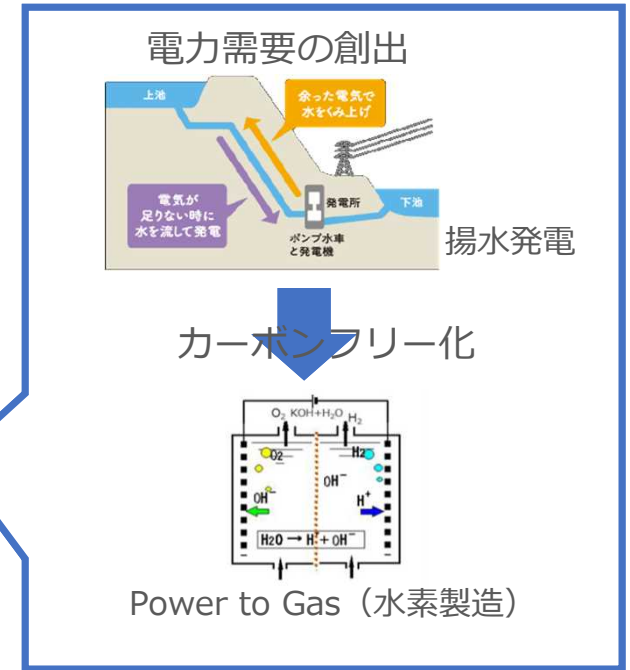 電力需要の創出
上池
余った電気で
水をくみ上げ
電気が
足りない時に
水を流して発電
発電所
下池
ポンプ水車
と発電機
揚水発電
カーボンフリー化
O₂ KOH+H₂O H₂
O2 H2
OH⁻
OH⁻ H⁺
H2O → H⁺ + OH⁻
Power to Gas（水素製造）